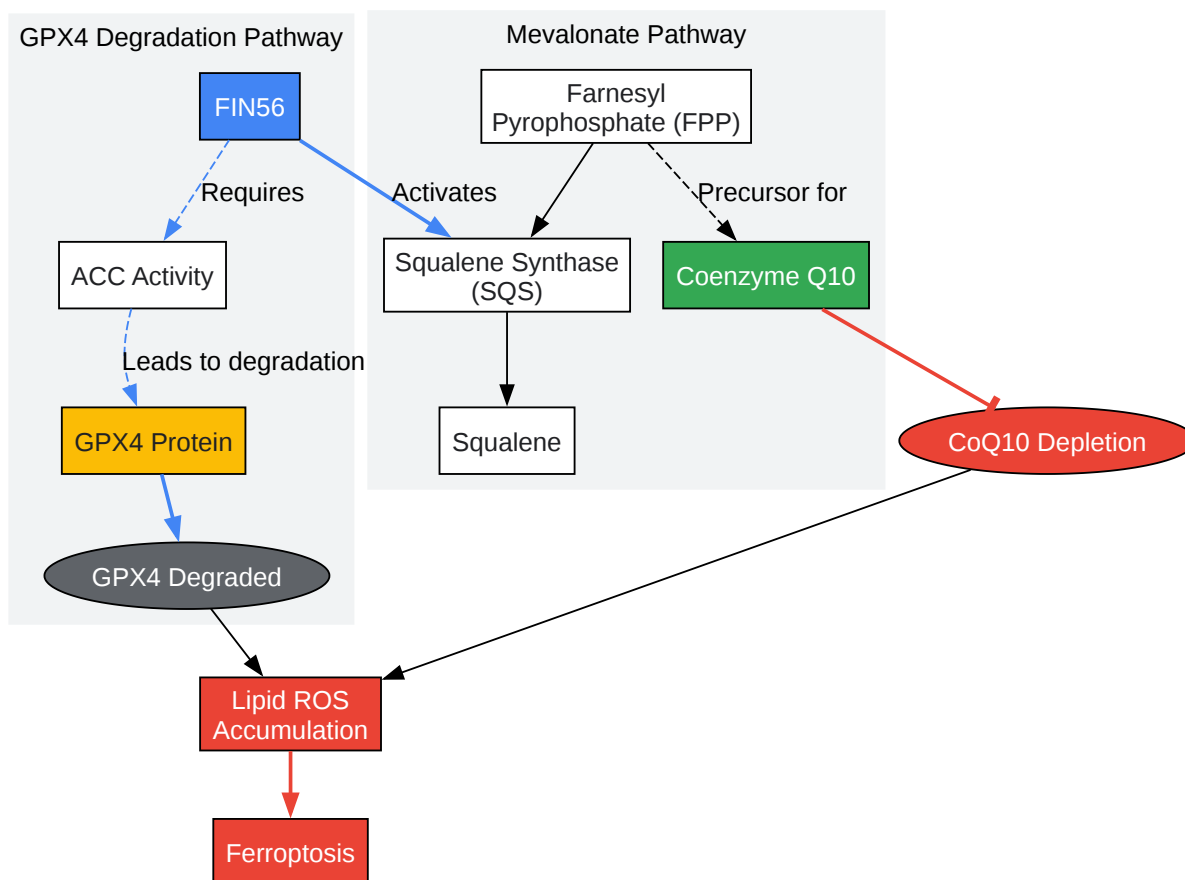 GPX4 Degradation Pathway
Mevalonate Pathway
FIN56
Farnesyl
Pyrophosphate (FPP)
Requires
Activates
Precursor for
ACC Activity
Squalene Synthase
(SQS)
Coenzyme Q10
Leads to degradation
GPX4 Protein
Squalene
CoQ10 Depletion
GPX4 Degraded
Lipid ROS
Accumulation
Ferroptosis